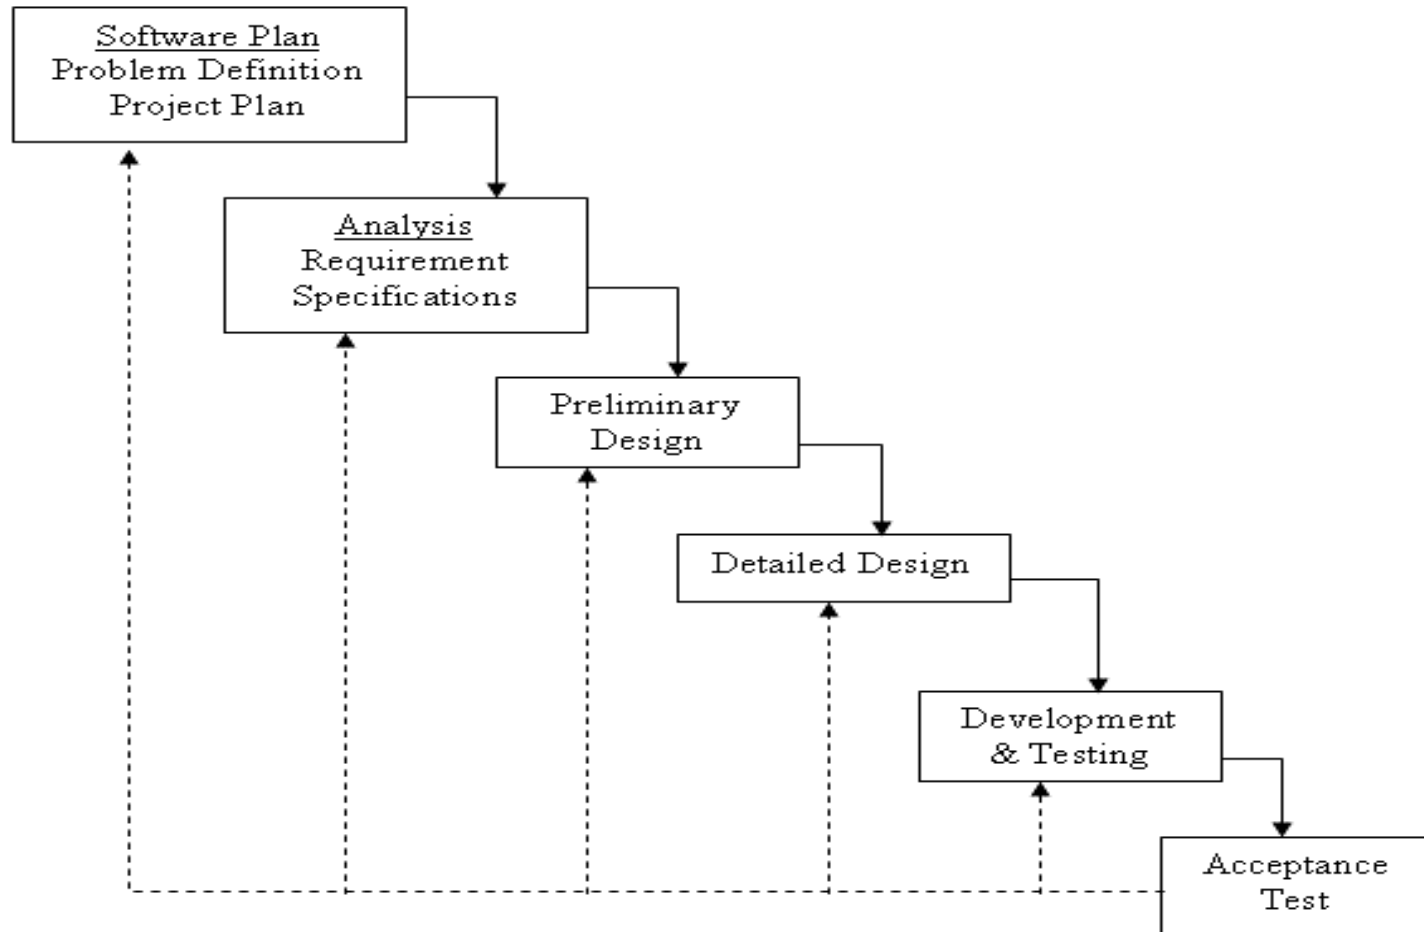 Software Plan
Problem Definition
Project Plan
Analysis
Requirement
Specifications
Preliminary
Design
Detailed Design
Development
& Testing
Acceptance
Test